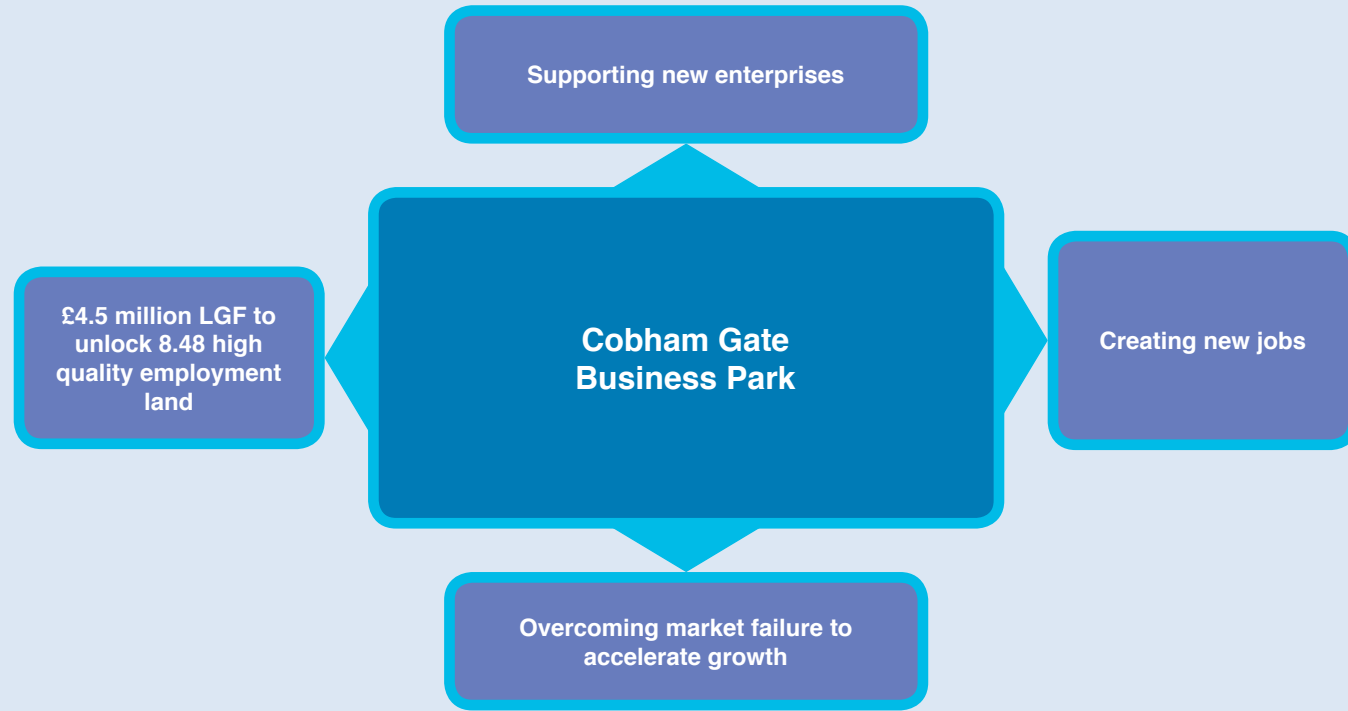 Supporting new enterprises
£4.5 million LGF to
unlock 8.48 high
quality employment
land
Cobham Gate
Business Park
Creating new jobs
Overcoming market failure to
accelerate growth